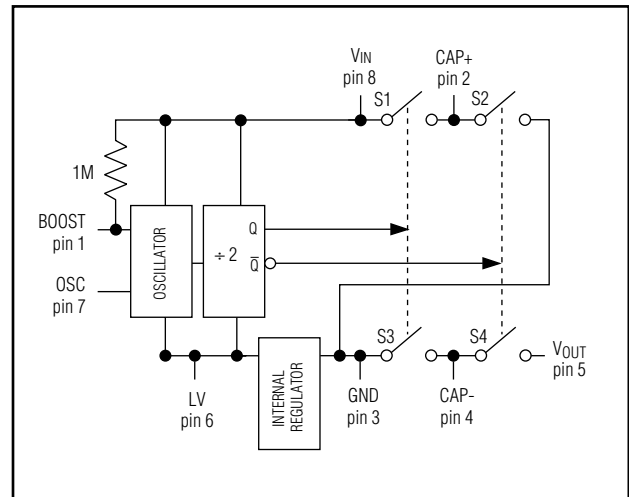 VIN
pin 8
CAP+
pin 2
S1
S2
1M
BOOST
pin 1
OSCILLATOR
÷ 2
Q
Q̅
OSC
pin 7
S3
S4
VOUT
pin 5
LV
pin 6
INTERNAL
REGULATOR
GND
pin 3
CAP-
pin 4